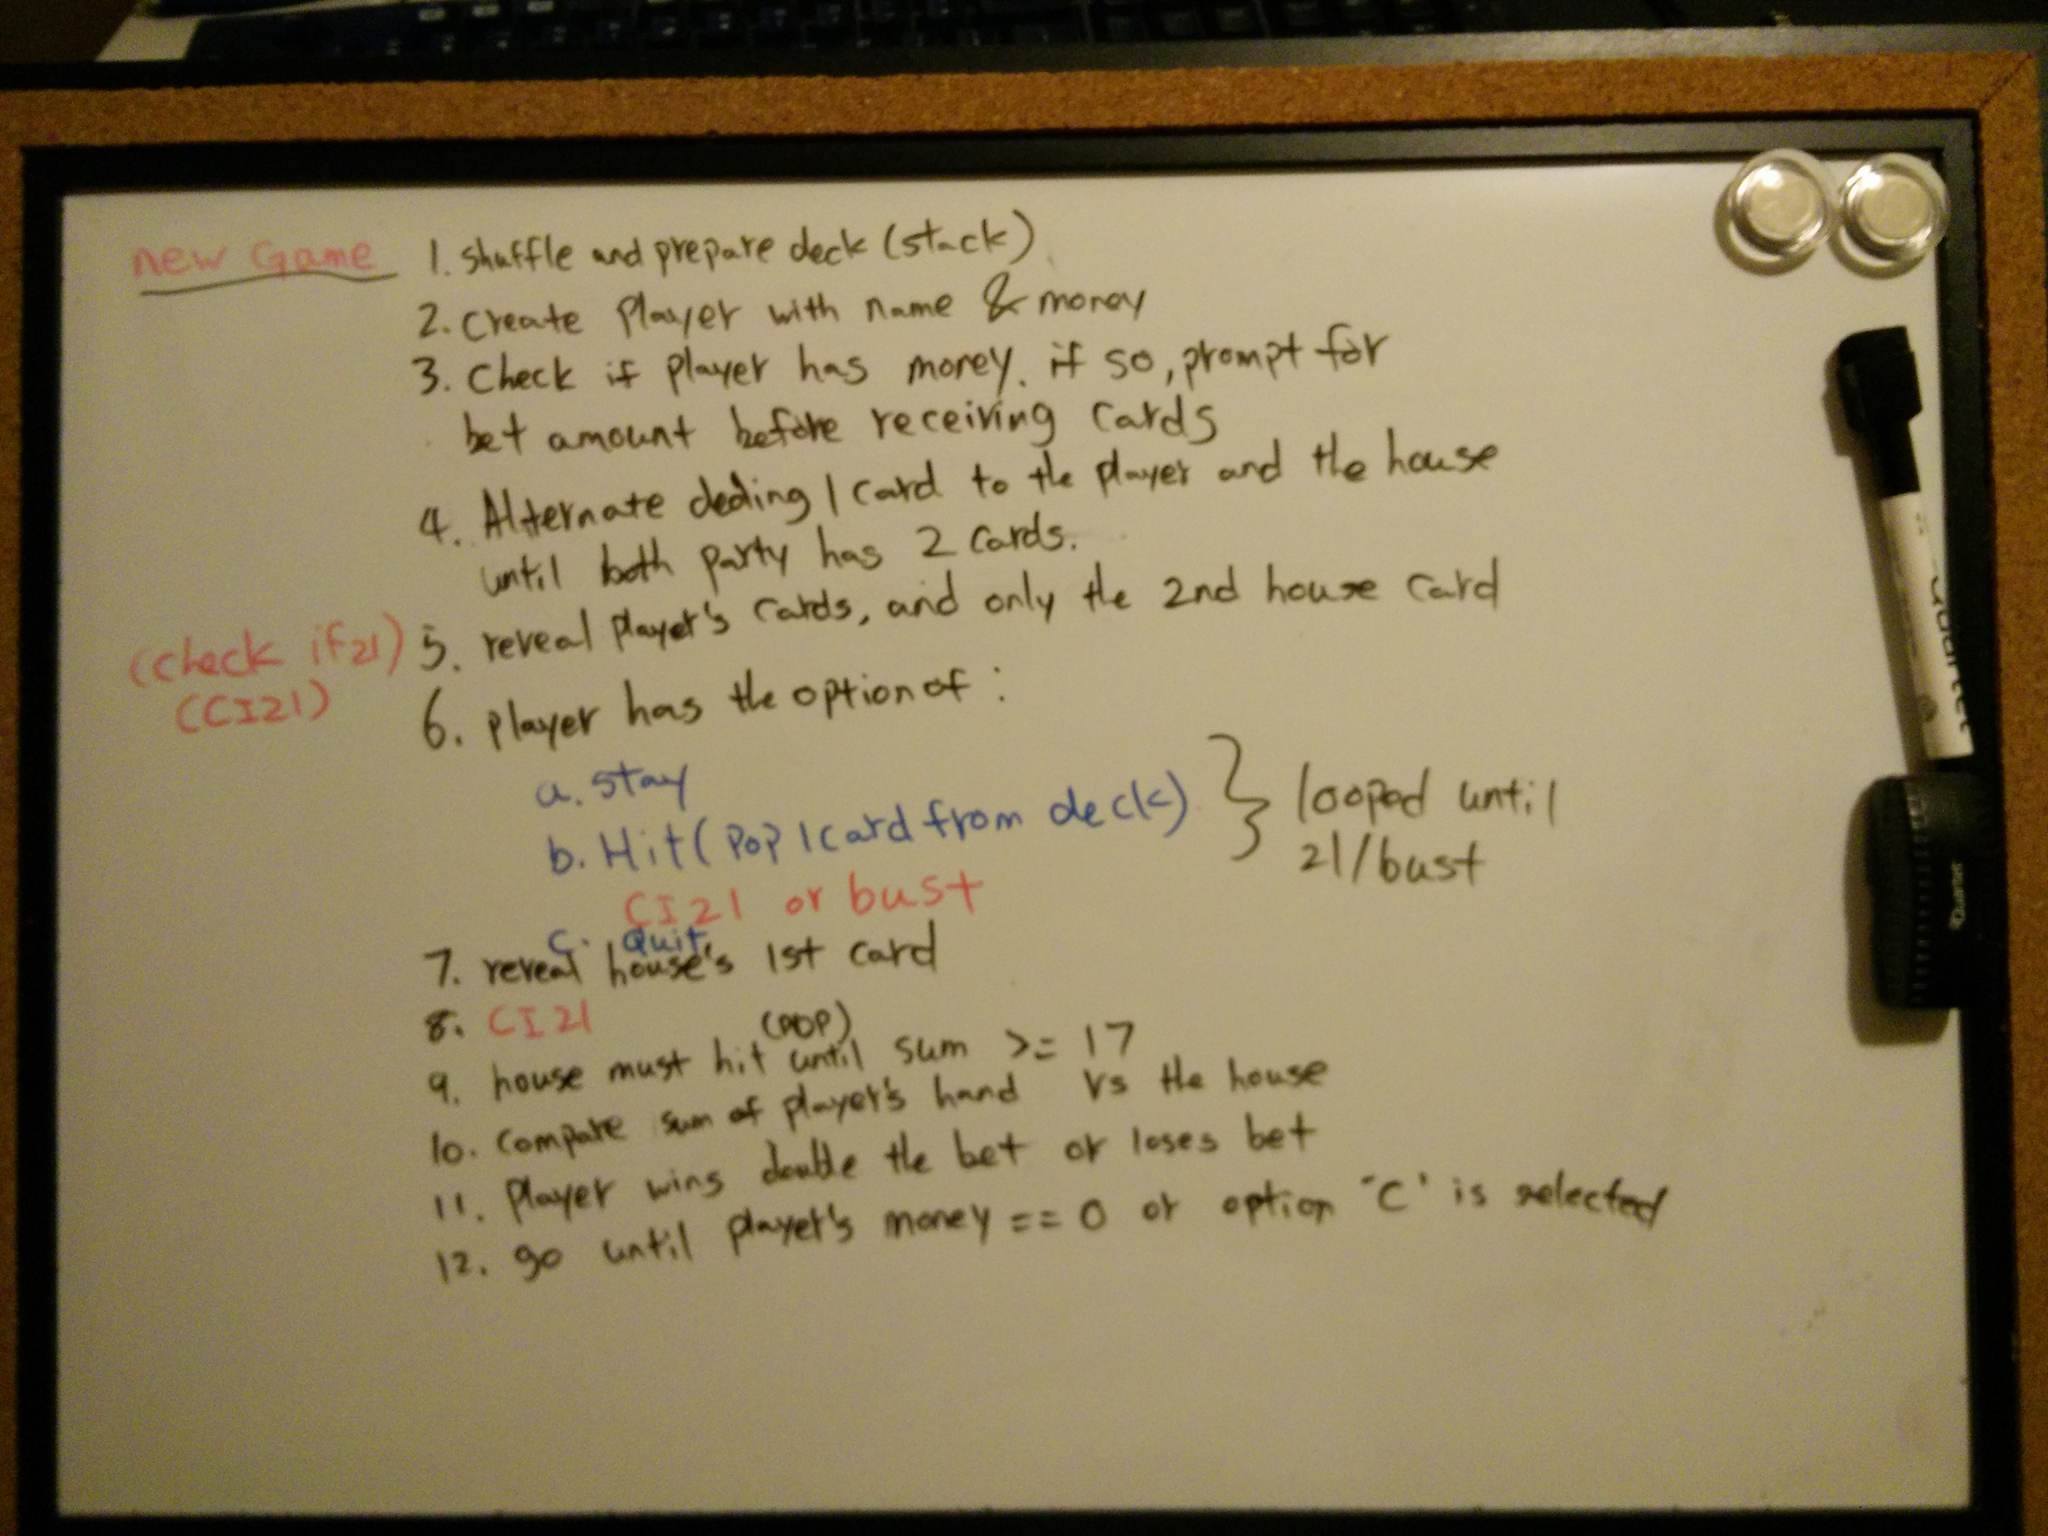 new Game 1. shuffle and prepare deck (stack)
2. create player with name & money
3. Check if player has money. if so, prompt for
bet amount before receiving cards
4. Alternate dealing 1 card to the player and the house
until both party has 2 cards.
(check if 21) 5. reveal player's cards, and only the 2nd house card
(CI21)
6. player has the option of :
a. stay
b. Hit (pop 1 card from deck) } looped until
21/bust
CI21 or bust
c. Quit
7. reveal house's 1st card
8. CI21
(POP)
9. house must hit until sum >= 17
10. compare sum of player's hand vs the house
11. player wins double the bet or loses bet
12. go until player's money == 0 or option "C' is selected
Quartet
Quartet